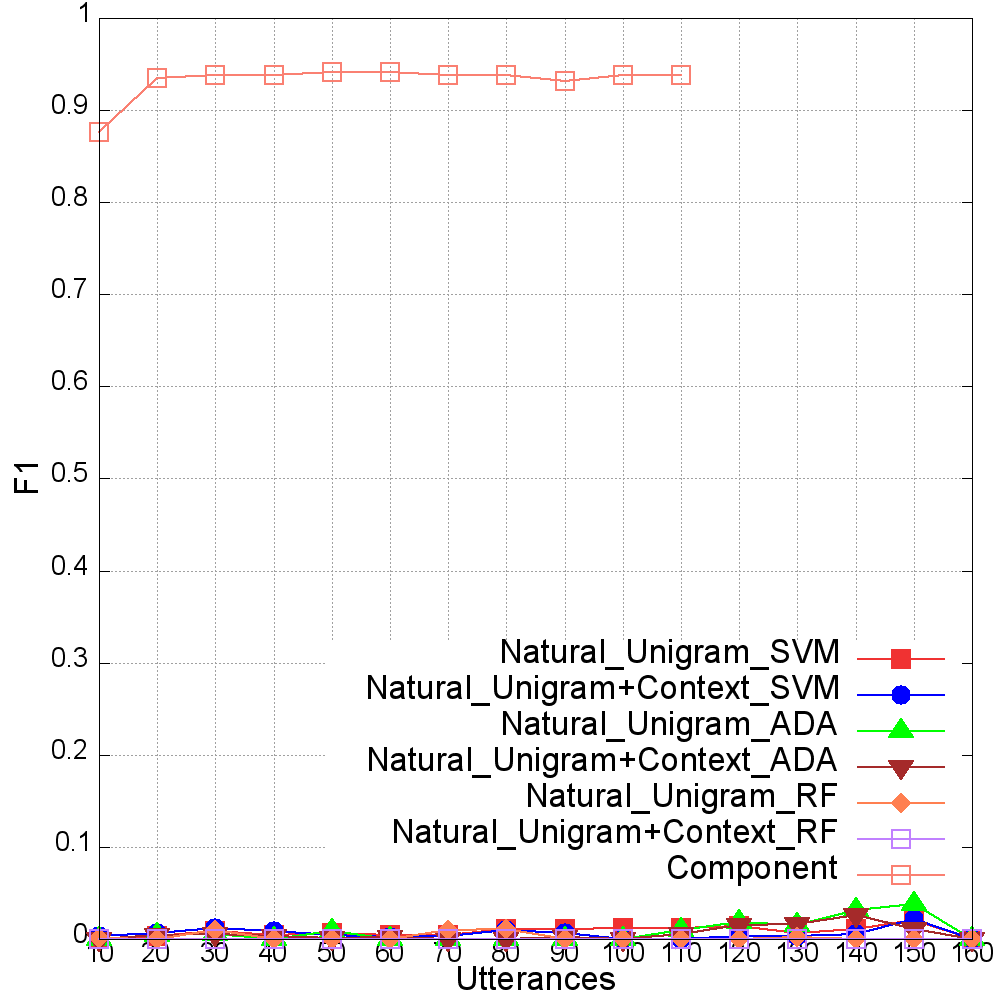 1
0.9
0.8
0.7
0.6
0.5
0.4
0.3
0.2
0.1
0
F1
Natural_Unigram_SVM
Natural_Unigram+Context_SVM
Natural_Unigram_ADA
Natural_Unigram+Context_ADA
Natural_Unigram_RF
Natural_Unigram+Context_RF
Component
10 20 30 40 50 60 70 80 90 100 110 120 130 140 150 160
Utterances